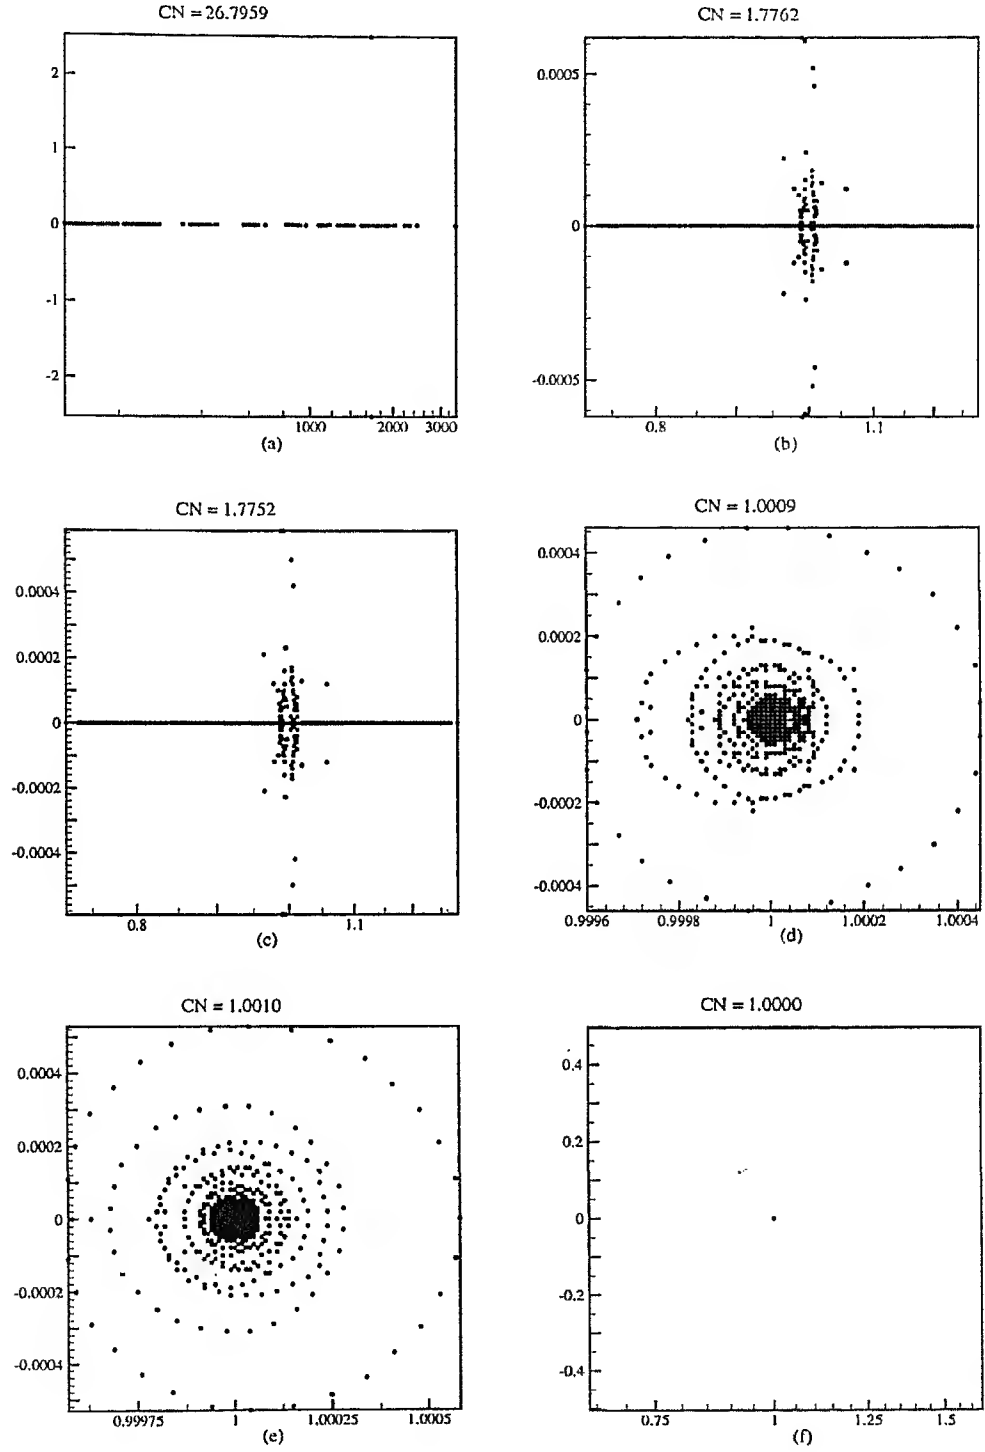 CN = 26.7959
CN = 1.7762
2
1
0
-1
-2
1000 2000 3000
(a)
0.0005
0
-0.0005
0.8 1.1
(b)
CN = 1.7752
CN = 1.0009
0.0004
0.0002
0
-0.0002
-0.0004
0.8 1.1
(c)
0.0004
0.0002
0
-0.0002
-0.0004
0.9996 0.9998 1 1.0002 1.0004
(d)
CN = 1.0010
CN = 1.0000
0.0004
0.0002
0
-0.0002
-0.0004
0.99975 1 1.00025 1.0005
(e)
0.4
0.2
0
-0.2
-0.4
0.75 1 1.25 1.5
(f)